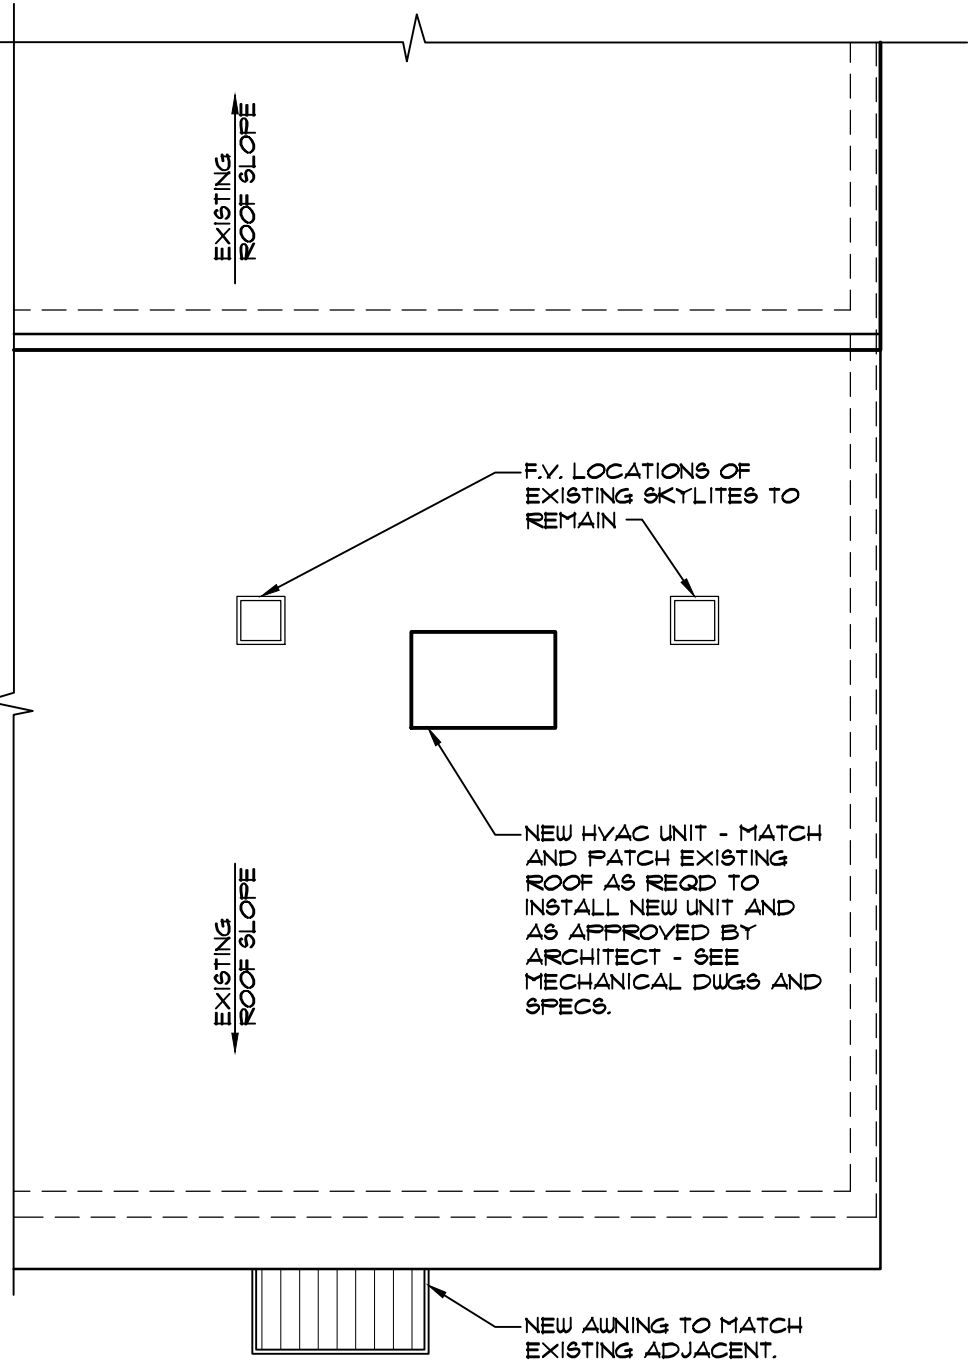 EXISTING
ROOF SLOPE
F.V. LOCATIONS OF
EXISTING SKYLITES TO
REMAIN
NEW HVAC UNIT - MATCH
AND PATCH EXISTING
ROOF AS REQD TO
INSTALL NEW UNIT AND
AS APPROVED BY
ARCHITECT - SEE
MECHANICAL DWGS AND
SPECS.
EXISTING
ROOF SLOPE
NEW AWNING TO MATCH
EXISTING ADJACENT.